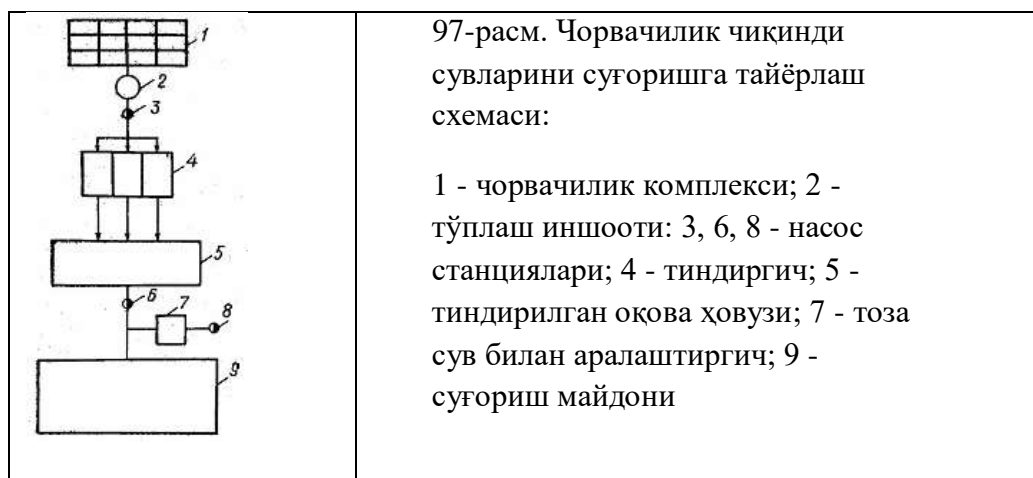 1
2
3
4
5
6
7
8
9
97-расм. Чорвачилик чиқинди
сувларини суғоришга тайёрлаш
схемаси:
1 - чорвачилик комплекси; 2 -
тўплаш иншооти: 3, 6, 8 - насос
станциялари; 4 - тиндиргич; 5 -
тиндирилган оқова ҳовузи; 7 - тоза
сув билан аралаштиргич; 9 -
суғориш майдони